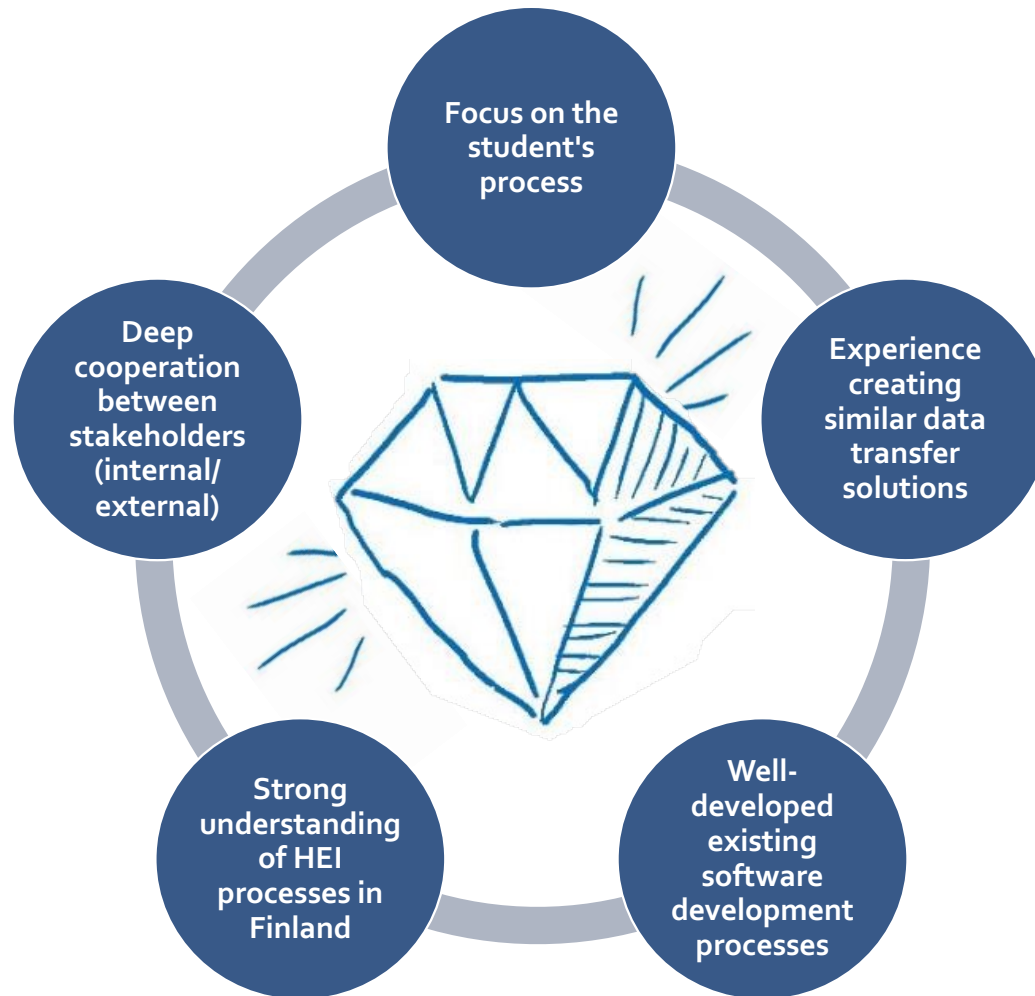 Focus on the
student's
process
Experience
creating
similar data
transfer
solutions
Well-
developed
existing
software
development
processes
Strong
understanding
of HEI
processes in
Finland
Deep
cooperation
between
stakeholders
(internal/
external)